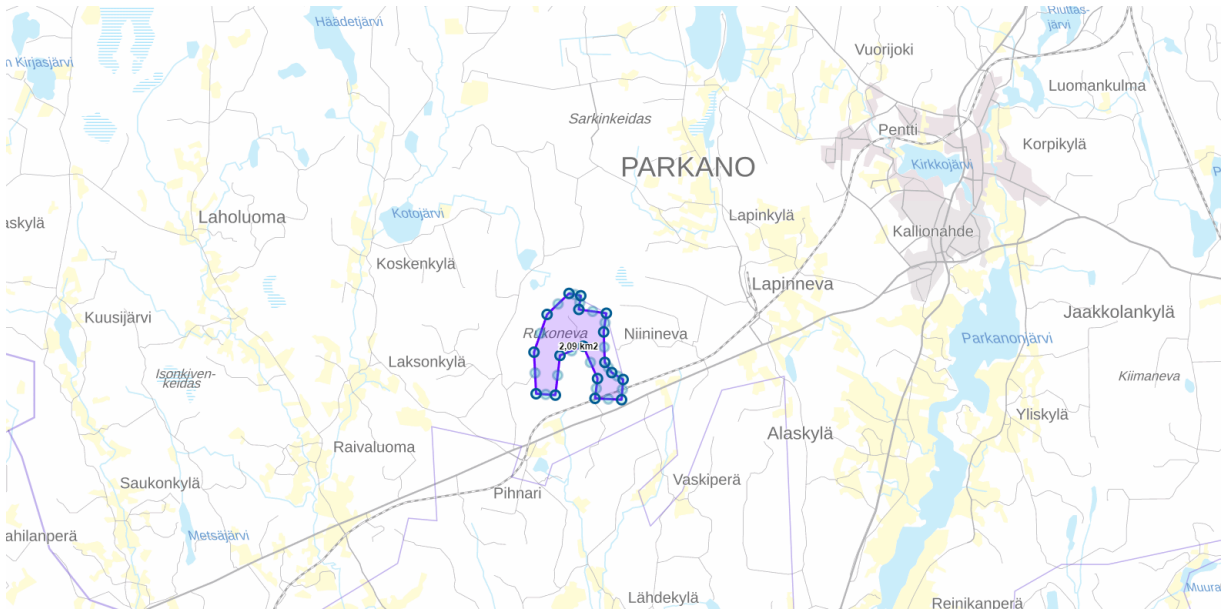 Häädetjärvi
Riuttas-
järvi
n Kirjasjärvi
Vuorijoki
Luomankulma
Sarkinkeidas
Pentti
Korpikylä
PARKANO
Kirkkojärvi
P
Laholuoma
Kotojärvi
Lapinkylä
askylä
Kallionahde
Koskenkylä
Lapinneva
Kuusijärvi
Rukoneva
Niinineva
Jaakkolankylä
2,09 km2
Parkanonjärvi
Laksonkylä
Isonkiven-
keidas
Kiimaneva
Yliskylä
Alaskylä
Raivaluoma
Saukonkylä
Vaskiperä
Pihnari
ahilanperä
Metsäjärvi
Muura
Lähdekylä
Reinikanperä